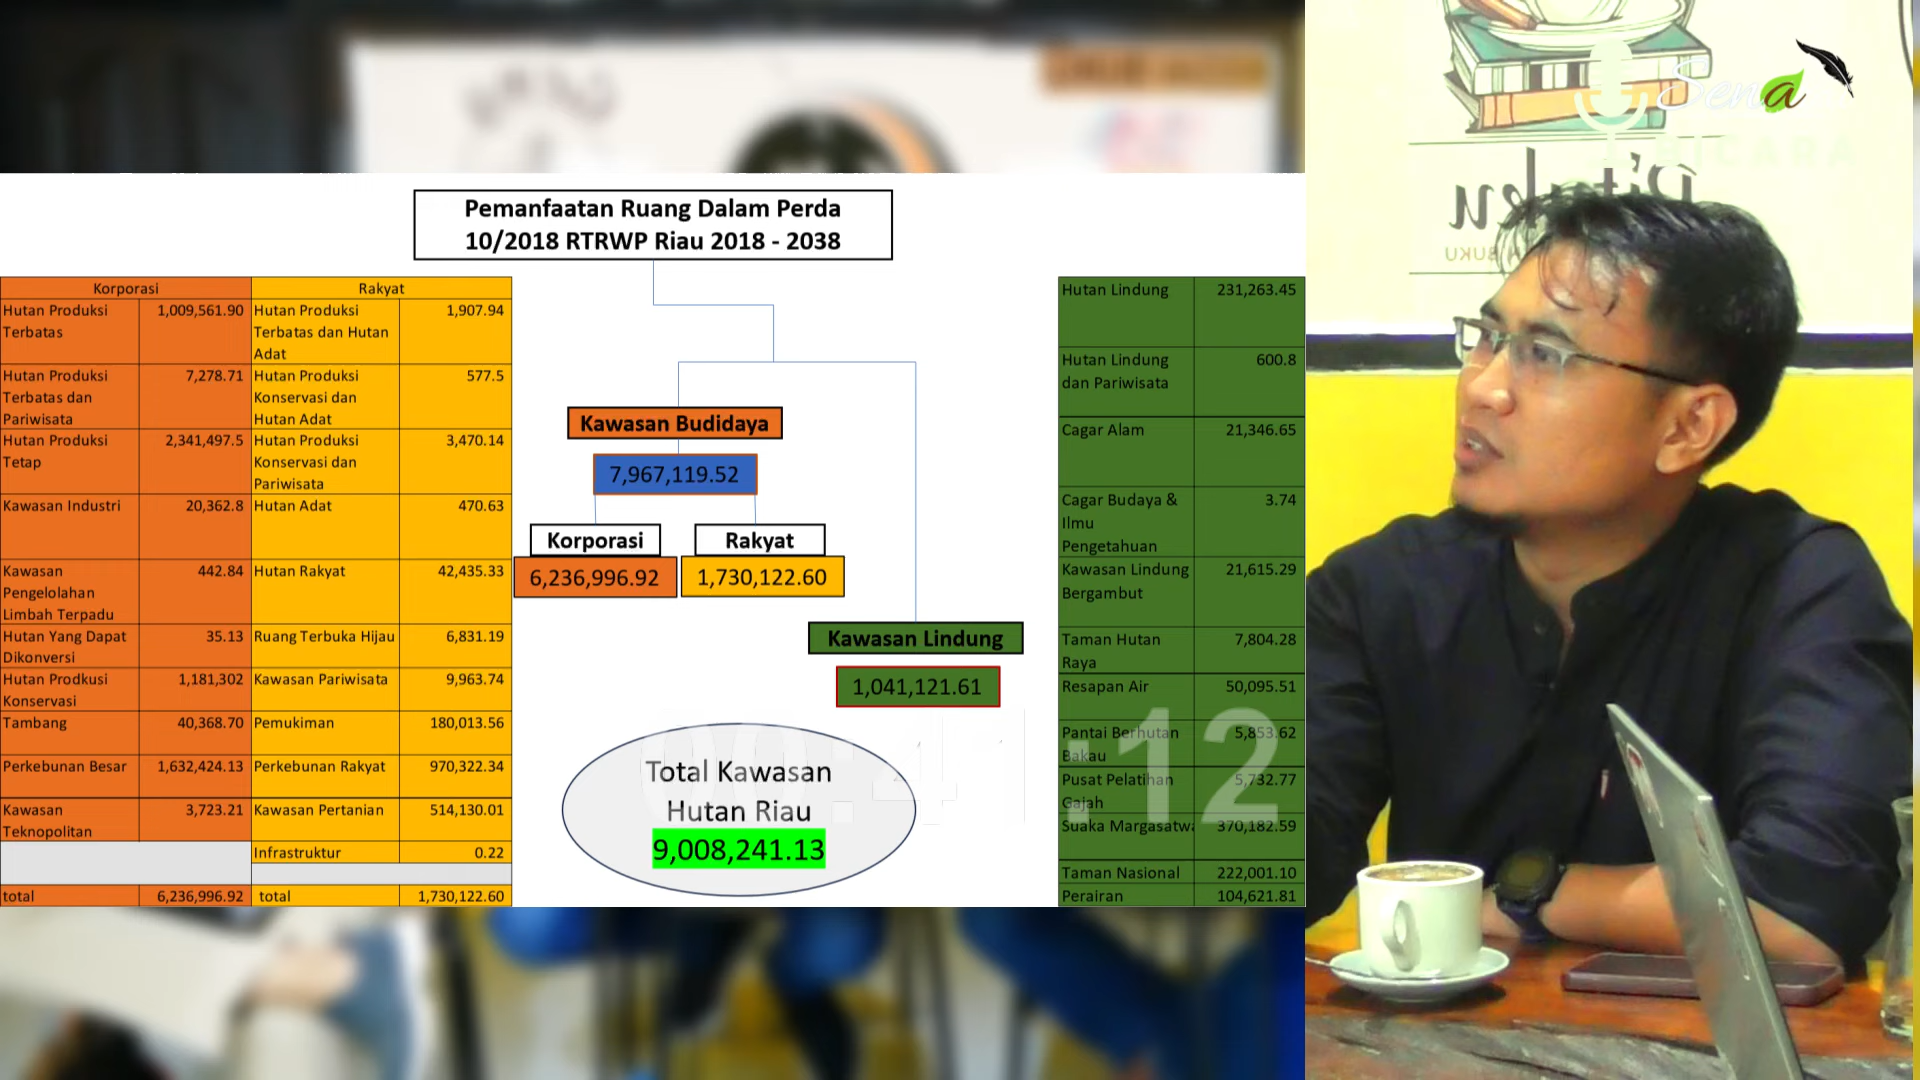 Pemanfaatan Ruang Dalam Perda
10/2018 RTRWP Riau 2018 - 2038
Korporasi
Rakyat
Hutan Produksi
Terbatas
1,009,561.90
Hutan Produksi
Terbatas dan Hutan
Adat
1,907.94
Hutan Produksi
Terbatas dan
Pariwisata
7,278.71
Hutan Produksi
Konservasi dan
Hutan Adat
577.5
Hutan Produksi
Tetap
2,341,497.5
Hutan Produksi
Konservasi dan
Pariwisata
3,470.14
Kawasan Industri
20,362.8
Hutan Adat
470.63
Kawasan
Pengelolahan
Limbah Terpadu
442.84
Hutan Rakyat
42,435.33
Hutan Yang Dapat
Dikonversi
35.13
Ruang Terbuka Hijau
6,831.19
Hutan Prodkusi
Konservasi
1,181,302
Kawasan Pariwisata
9,963.74
Tambang
40,368.70
Pemukiman
180,013.56
Perkebunan Besar
1,632,424.13
Perkebunan Rakyat
970,322.34
Kawasan
Teknopolitan
3,723.21
Kawasan Pertanian
514,130.01
Infrastruktur
0.22
total
6,236,996.92
total
1,730,122.60
Kawasan Budidaya
7,967,119.52
Korporasi
Rakyat
6,236,996.92
1,730,122.60
Kawasan Lindung
1,041,121.61
Total Kawasan
Hutan Riau
9,008,241.13
Hutan Lindung
231,263.45
Hutan Lindung
dan Pariwisata
600.8
Cagar Alam
21,346.65
Cagar Budaya &
Ilmu
Pengetahuan
3.74
Kawasan Lindung
Bergambut
21,615.29
Taman Hutan
Raya
7,804.28
Resapan Air
50,095.51
Pantai Berhutan
Bakau
5,853.62
Pusat Pelatihan
Gajah
5,732.77
Suaka Margasatwa
370,182.59
Taman Nasional
222,001.10
Perairan
104,621.81
00:41:12
Sena
BICARA
BUKU